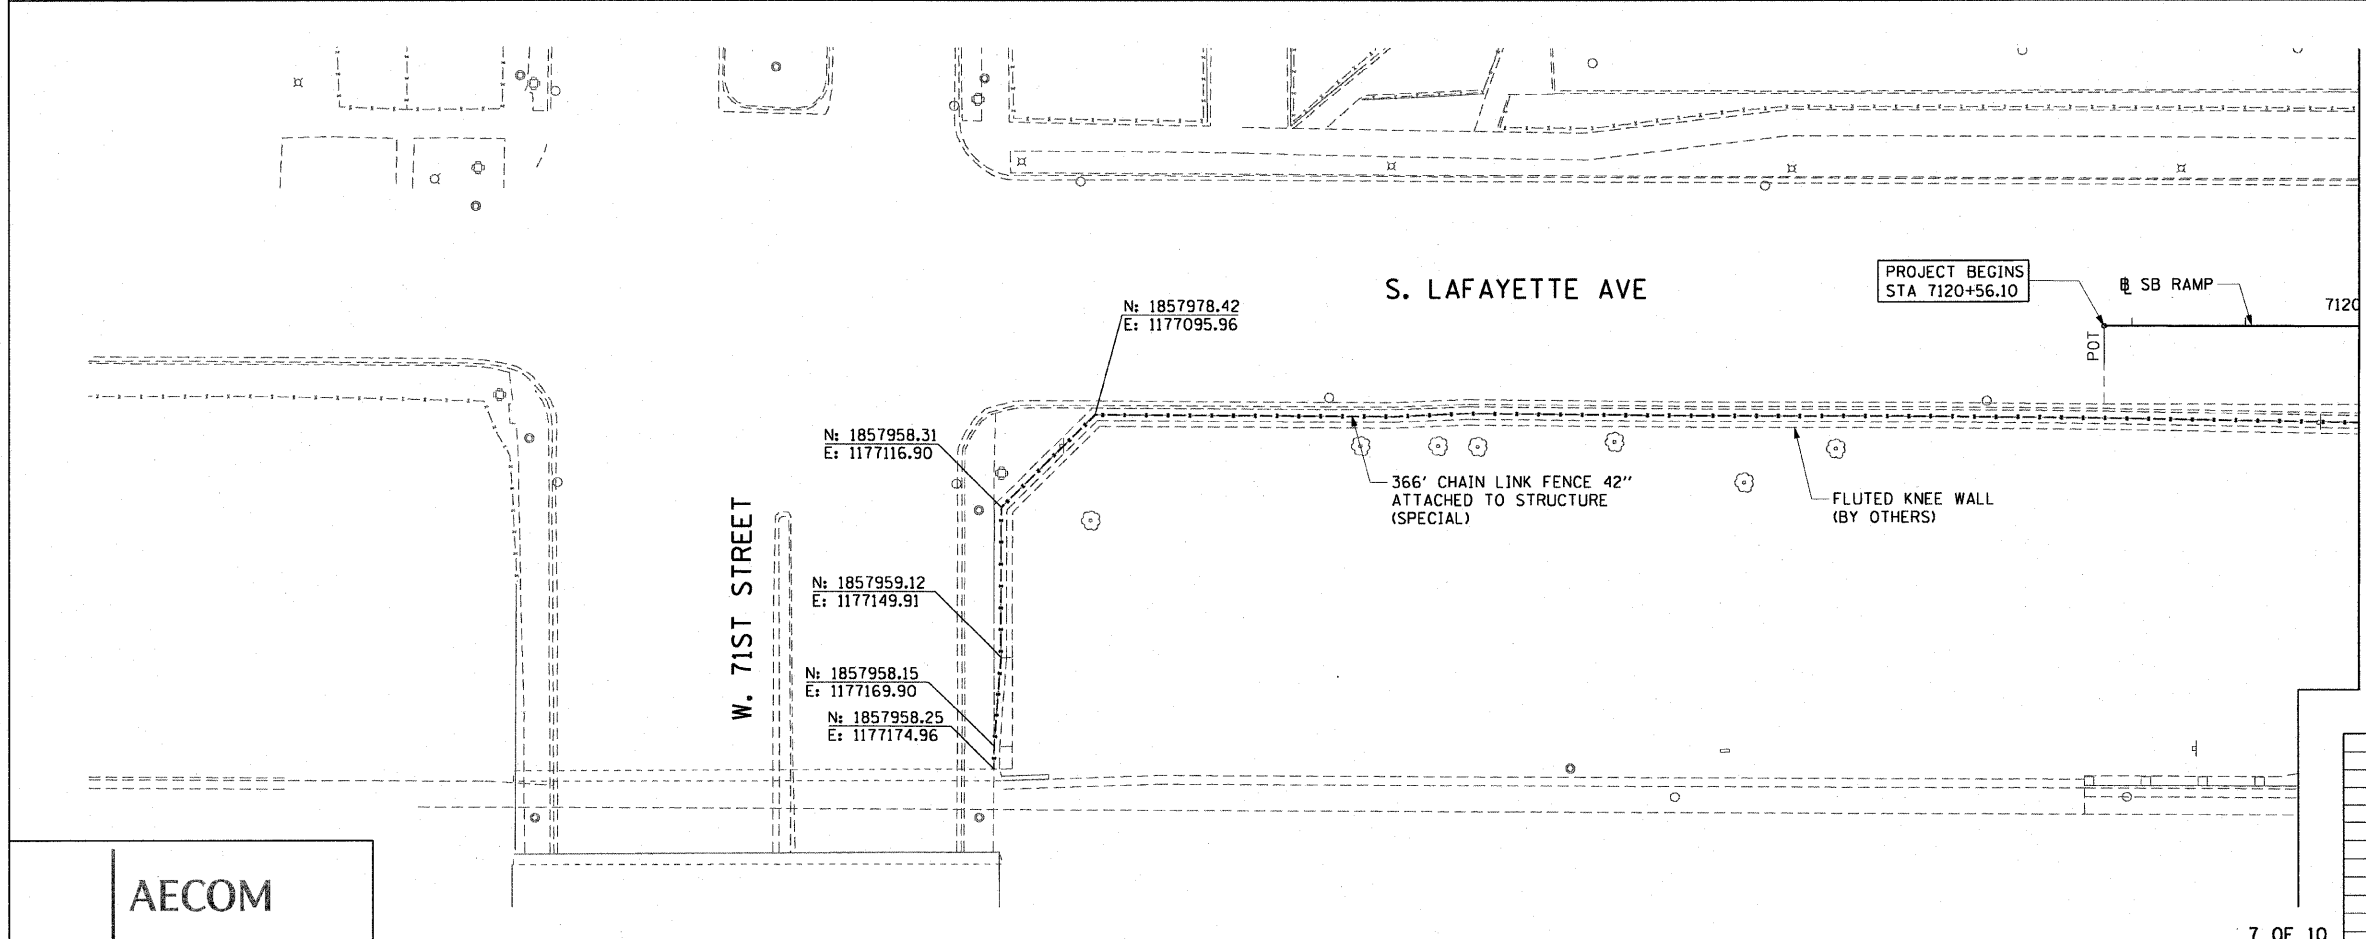 S. LAFAYETTE AVE
PROJECT BEGINS
STA 7120+56.10
℄ SB RAMP
7120
POT
N: 1857978.42
E: 1177095.96
N: 1857958.31
E: 1177116.90
366' CHAIN LINK FENCE 42"
ATTACHED TO STRUCTURE
(SPECIAL)
FLUTED KNEE WALL
(BY OTHERS)
W. 71ST STREET
N: 1857959.12
E: 1177149.91
N: 1857958.15
E: 1177169.90
N: 1857958.25
E: 1177174.96
AECOM
7 OF 10